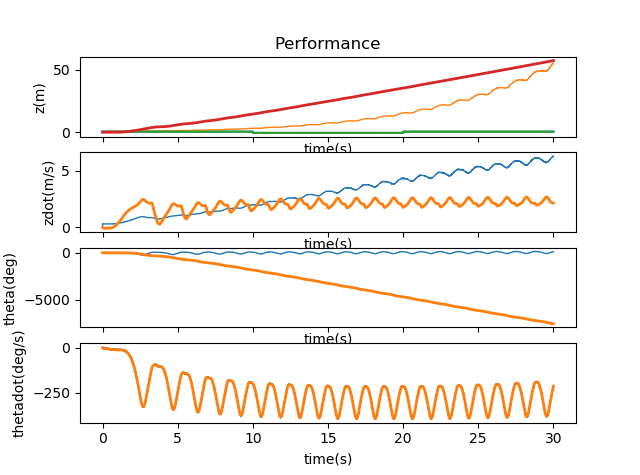 Performance
50
0
z(m)
time(s)
5
0
zdot(m/s)
time(s)
0
−5000
theta(deg)
time(s)
0
−250
thetadot(deg/s)
0 5 10 15 20 25 30
time(s)